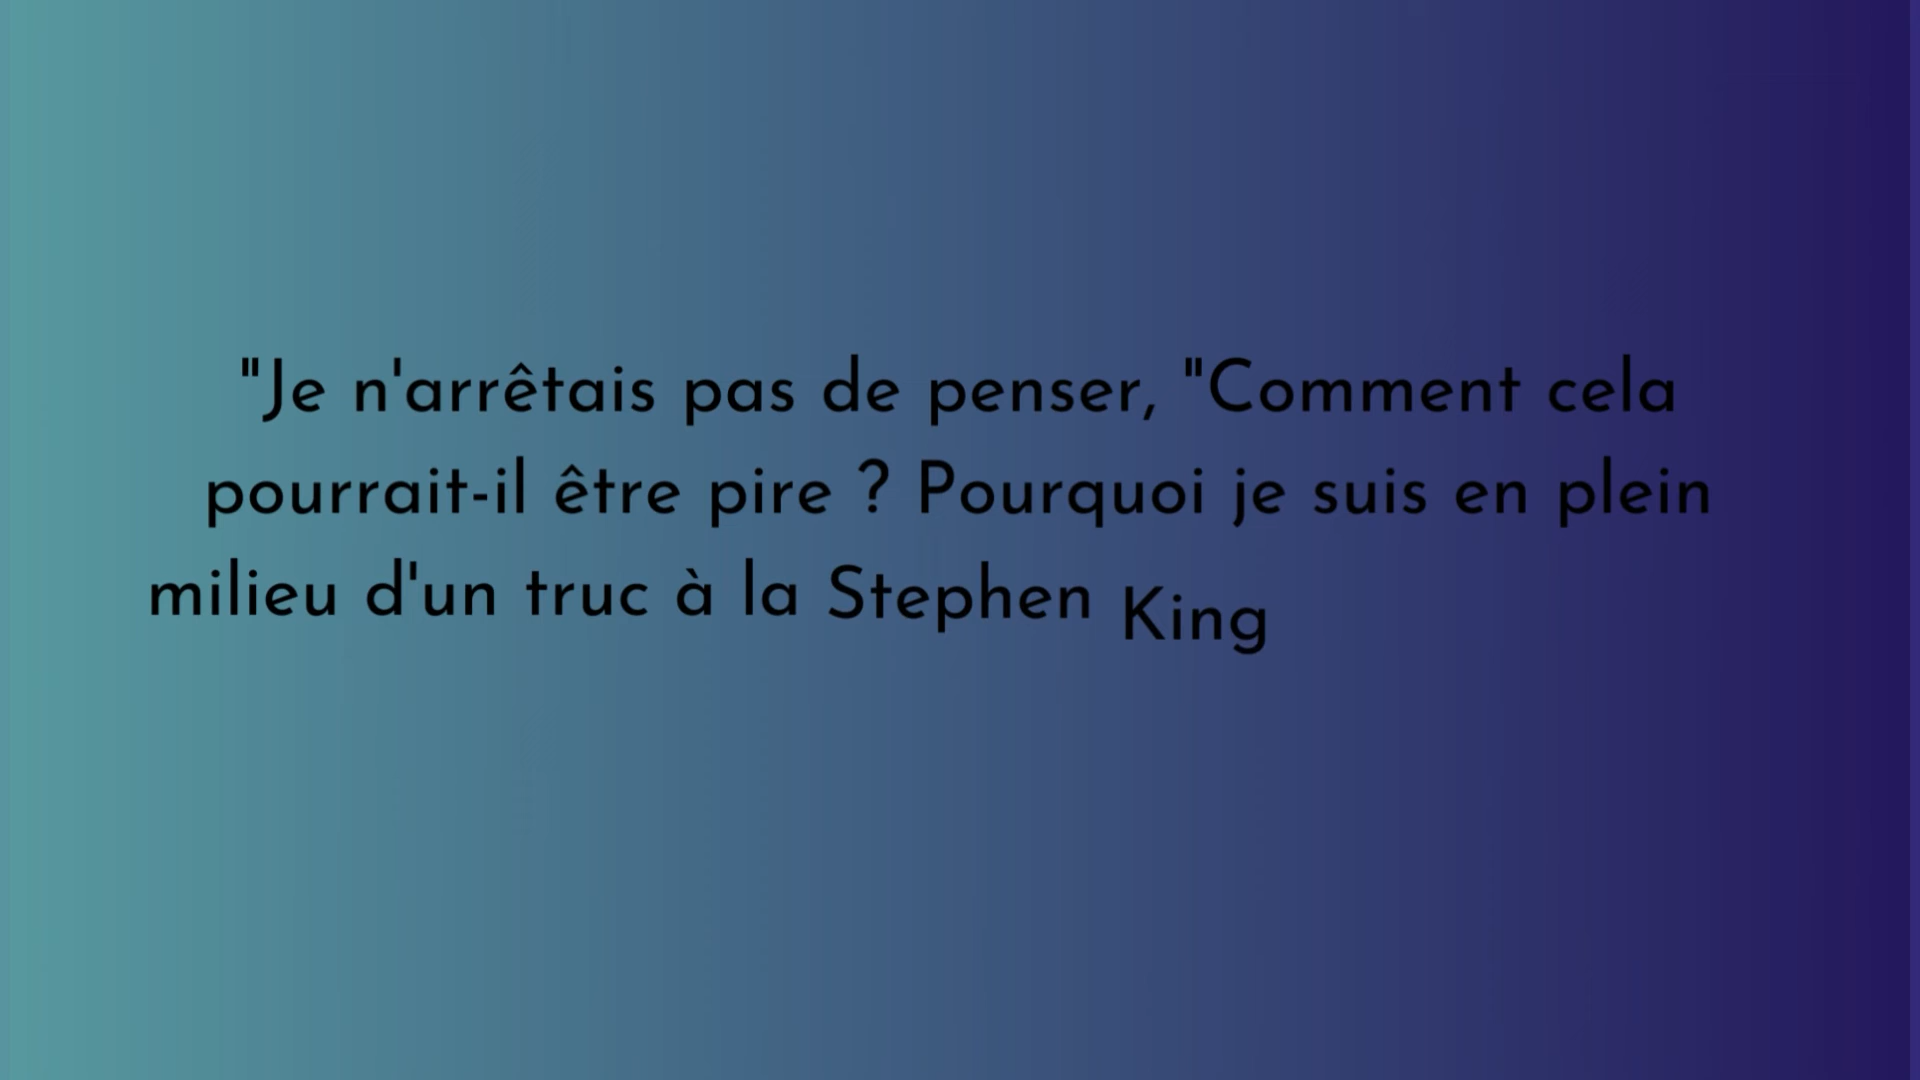 "Je n'arrêtais pas de penser, "Comment cela
pourrait-il être pire ? Pourquoi je suis en plein
milieu d'un truc à la Stephen King